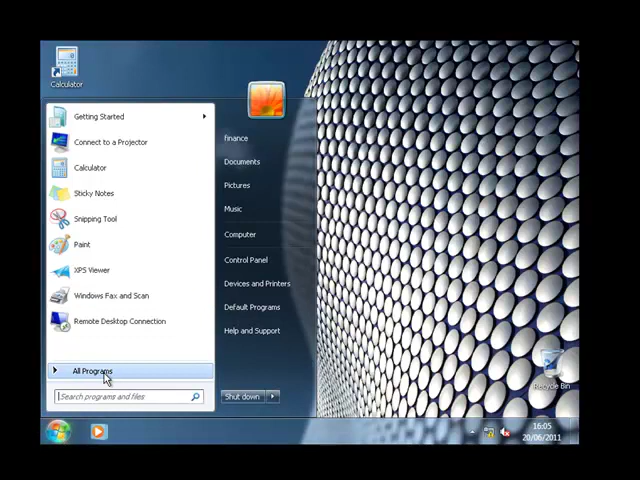 Calculator
Getting Started
Connect to a Projector
Calculator
Sticky Notes
Snipping Tool
Paint
XPS Viewer
Windows Fax and Scan
Remote Desktop Connection
All Programs
Search programs and files
finance
Documents
Pictures
Music
Computer
Control Panel
Devices and Printers
Default Programs
Help and Support
Shut down
Recycle Bin
16:05
20/06/2011